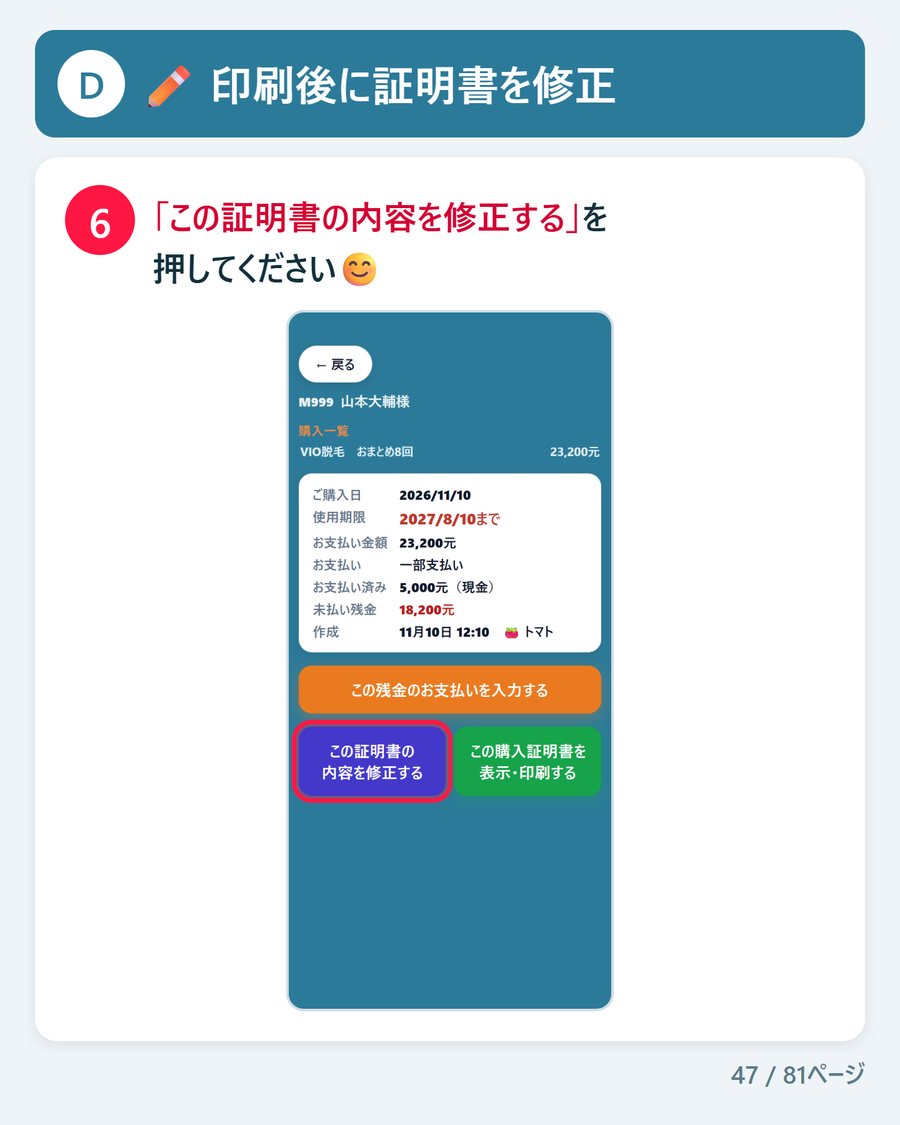 D ✏️ 印刷後に証明書を修正
6 「この証明書の内容を修正する」を
押してください😊
← 戻る
M999 山本大輔様
購入一覧
VIO脱毛 おまとめ8回 23,200元
ご購入日 2026/11/10
使用期限 2027/8/10まで
お支払い金額 23,200元
お支払い 一部支払い
お支払い済み 5,000元（現金）
未払い残金 18,200元
作成 11月10日 12:10 🍅 トマト
この残金のお支払いを入力する
この証明書の
内容を修正する
この購入証明書を
表示・印刷する
47 / 81ページ